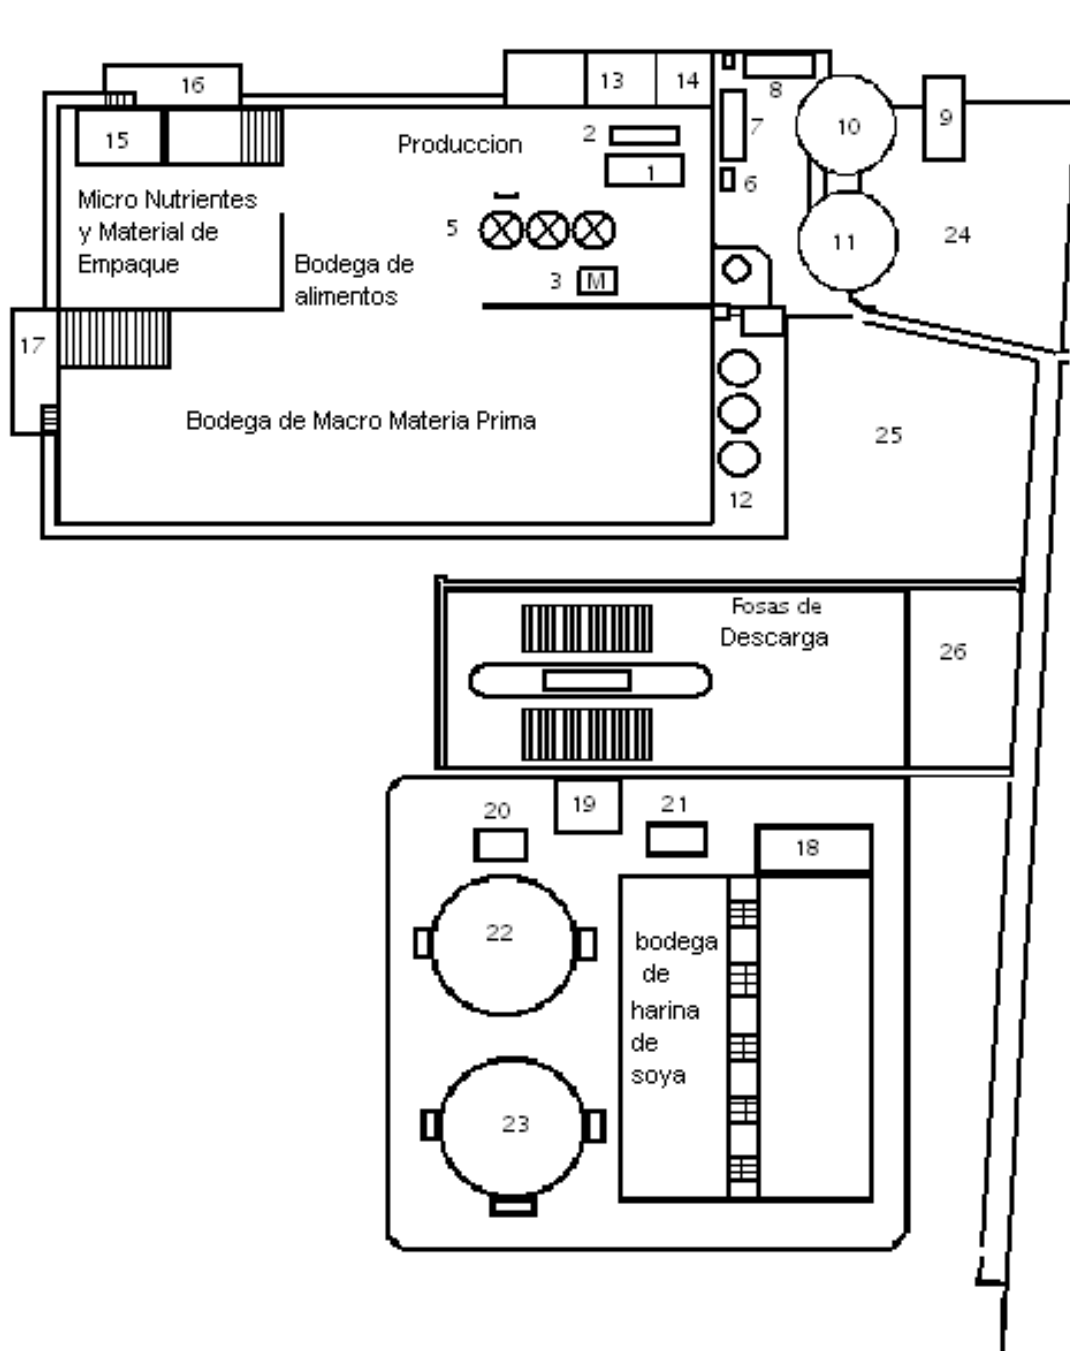 16
13
14
8
15
Produccion
2
1
7
10
9
6
Micro Nutrientes
y Material de
Empaque
5
11
24
Bodega de
alimentos
3
M
17
Bodega de Macro Materia Prima
25
12
Fosas de
Descarga
26
20
19
21
18
22
bodega
de
harina
de
soya
23